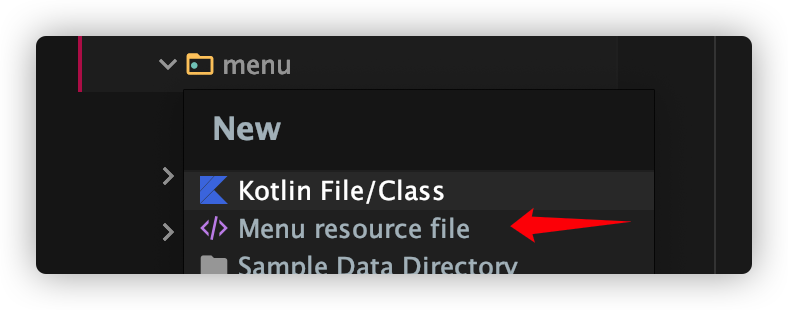 menu
New
Kotlin File/Class
Menu resource file
Sample Data Directory